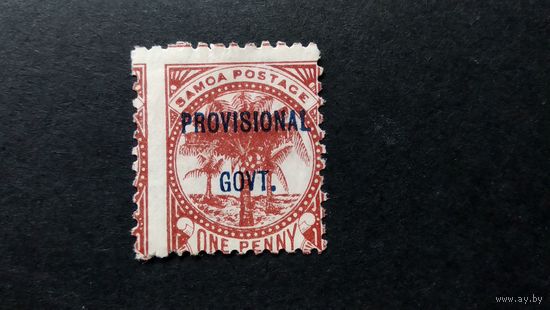 SAMOA POSTAGE
PROVISIONAL
GOVT.
ONE PENNY
www.ay.by